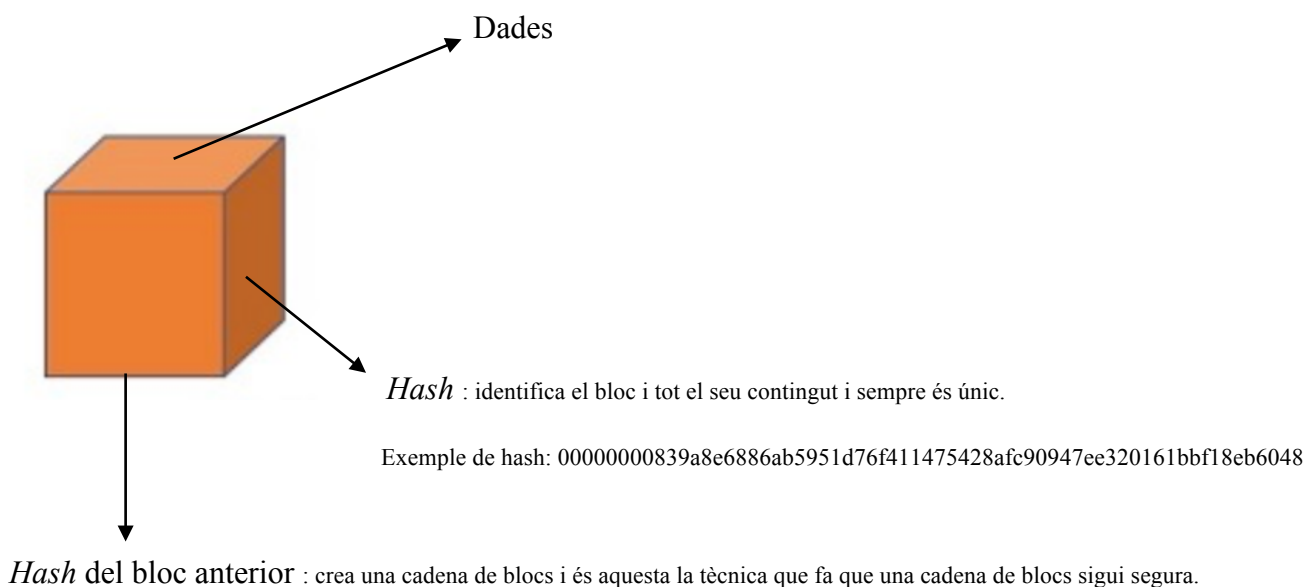 Dades
Hash : identifica el bloc i tot el seu contingut i sempre és únic.
Exemple de hash: 00000000839a8e6886ab5951d76f411475428afc90947ee320161bbf18eb6048
Hash del bloc anterior : crea una cadena de blocs i és aquesta la tècnica que fa que una cadena de blocs sigui segura.